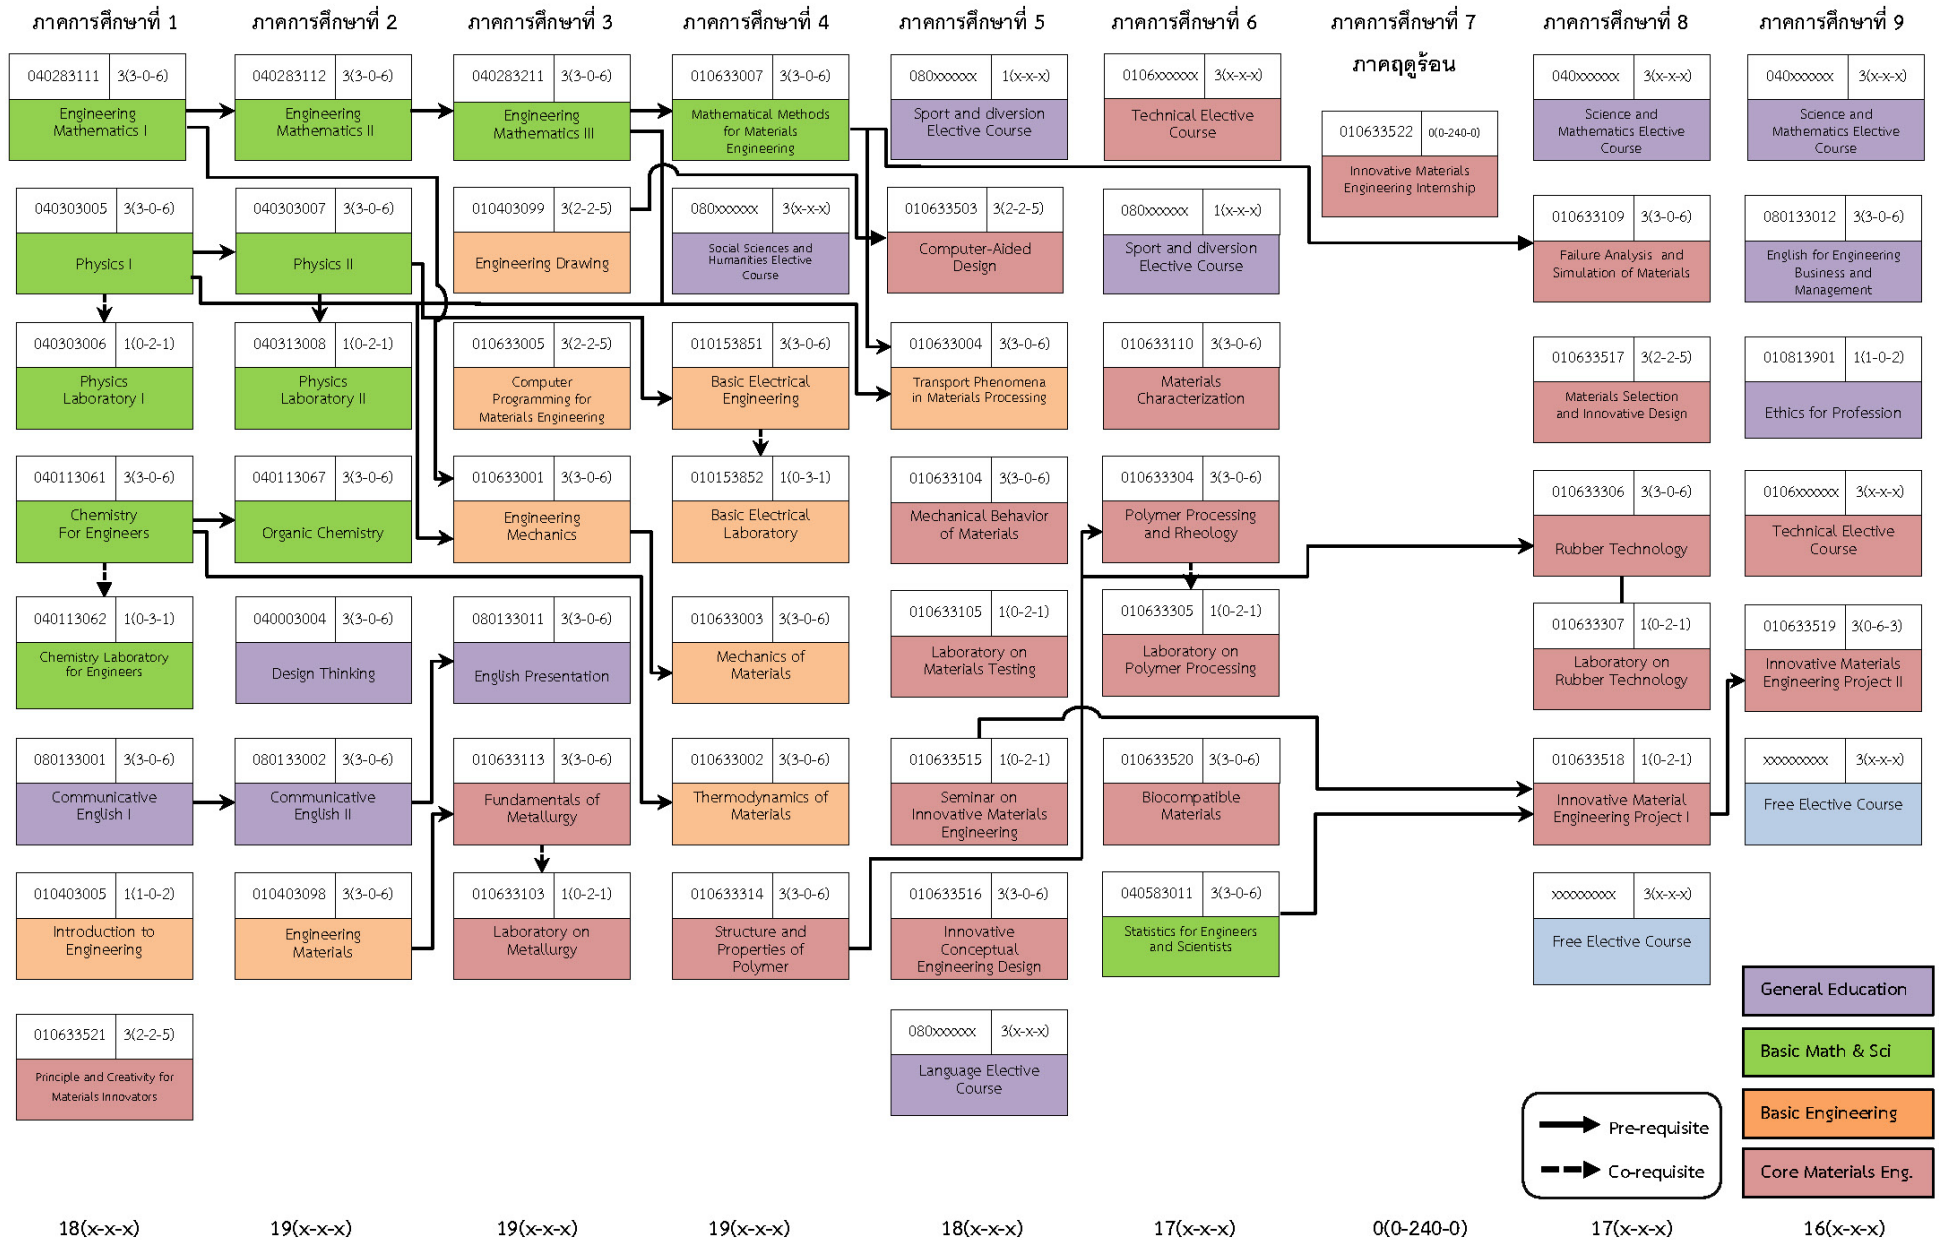 ภาคการศึกษาที่ 1
ภาคการศึกษาที่ 2
ภาคการศึกษาที่ 3
ภาคการศึกษาที่ 4
ภาคการศึกษาที่ 5
ภาคการศึกษาที่ 6
ภาคการศึกษาที่ 7
ภาคฤดูร้อน
ภาคการศึกษาที่ 8
ภาคการศึกษาที่ 9
040283111 3(3-0-6)
Engineering
Mathematics I
040303005 3(3-0-6)
Physics I
040303006 1(0-2-1)
Physics
Laboratory I
040113061 3(3-0-6)
Chemistry
For Engineers
040113062 1(0-3-1)
Chemistry Laboratory
for Engineers
080133001 3(3-0-6)
Communicative
English I
010403005 1(1-0-2)
Introduction to
Engineering
010633521 3(2-2-5)
Principle and Creativity for
Materials Innovators
18(x-x-x)
040283112 3(3-0-6)
Engineering
Mathematics II
040303007 3(3-0-6)
Physics II
040313008 1(0-2-1)
Physics
Laboratory II
040113067 3(3-0-6)
Organic Chemistry
040003004 3(3-0-6)
Design Thinking
080133002 3(3-0-6)
Communicative
English II
010403098 3(3-0-6)
Engineering
Materials
19(x-x-x)
040283211 3(3-0-6)
Engineering
Mathematics III
010403099 3(2-2-5)
Engineering Drawing
010633005 3(2-2-5)
Computer
Programming for
Materials Engineering
010633001 3(3-0-6)
Engineering
Mechanics
080133011 3(3-0-6)
English Presentation
010633113 3(3-0-6)
Fundamentals of
Metallurgy
010633103 1(0-2-1)
Laboratory on
Metallurgy
19(x-x-x)
010633007 3(3-0-6)
Mathematical Methods
for Materials
Engineering
080xxxxxx 3(x-x-x)
Social Sciences and
Humanities Elective
Course
010153851 3(3-0-6)
Basic Electrical
Engineering
010153852 1(0-3-1)
Basic Electrical
Laboratory
010633003 3(3-0-6)
Mechanics of
Materials
010633002 3(3-0-6)
Thermodynamics of
Materials
010633314 3(3-0-6)
Structure and
Properties of
Polymer
19(x-x-x)
080xxxxxx 1(x-x-x)
Sport and diversion
Elective Course
010633503 3(2-2-5)
Computer-Aided
Design
010633004 3(3-0-6)
Transport Phenomena
in Materials Processing
010633104 3(3-0-6)
Mechanical Behavior
of Materials
010633105 1(0-2-1)
Laboratory on
Materials Testing
010633515 1(0-2-1)
Seminar on
Innovative Materials
Engineering
010633516 3(3-0-6)
Innovative
Conceptual
Engineering Design
080xxxxxx 3(x-x-x)
Language Elective
Course
18(x-x-x)
0106xxxxxx 3(x-x-x)
Technical Elective
Course
080xxxxxx 1(x-x-x)
Sport and diversion
Elective Course
010633110 3(3-0-6)
Materials
Characterization
010633304 3(3-0-6)
Polymer Processing
and Rheology
010633305 1(0-2-1)
Laboratory on
Polymer Processing
010633520 3(3-0-6)
Biocompatible
Materials
040583011 3(3-0-6)
Statistics for Engineers
and Scientists
17(x-x-x)
010633522 0(0-240-0)
Innovative Materials
Engineering Internship
0(0-240-0)
040xxxxxx 3(x-x-x)
Science and
Mathematics Elective
Course
010633109 3(3-0-6)
Failure Analysis and
Simulation of Materials
010633517 3(2-2-5)
Materials Selection
and Innovative Design
010633306 3(3-0-6)
Rubber Technology
010633307 1(0-2-1)
Laboratory on
Rubber Technology
010633518 1(0-2-1)
Innovative Material
Engineering Project I
xxxxxxxxx 3(x-x-x)
Free Elective Course
17(x-x-x)
040xxxxxx 3(x-x-x)
Science and
Mathematics Elective
Course
080133012 3(3-0-6)
English for Engineering
Business and
Management
010813901 1(1-0-2)
Ethics for Profession
0106xxxxxx 3(x-x-x)
Technical Elective
Course
010633519 3(0-6-3)
Innovative Materials
Engineering Project II
xxxxxxxxx 3(x-x-x)
Free Elective Course
16(x-x-x)
General Education
Basic Math & Sci
Basic Engineering
Core Materials Eng.
Pre-requisite
Co-requisite